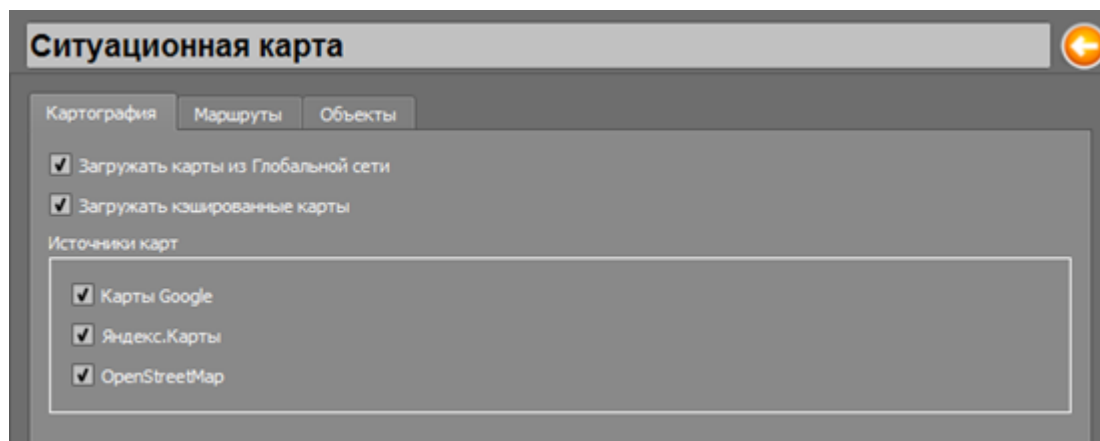 Ситуационная карта
Картография Маршруты Объекты
Загружать карты из Глобальной сети
Загружать кэшированные карты
Источники карт
Карты Google
Яндекс.Карты
OpenStreetMap